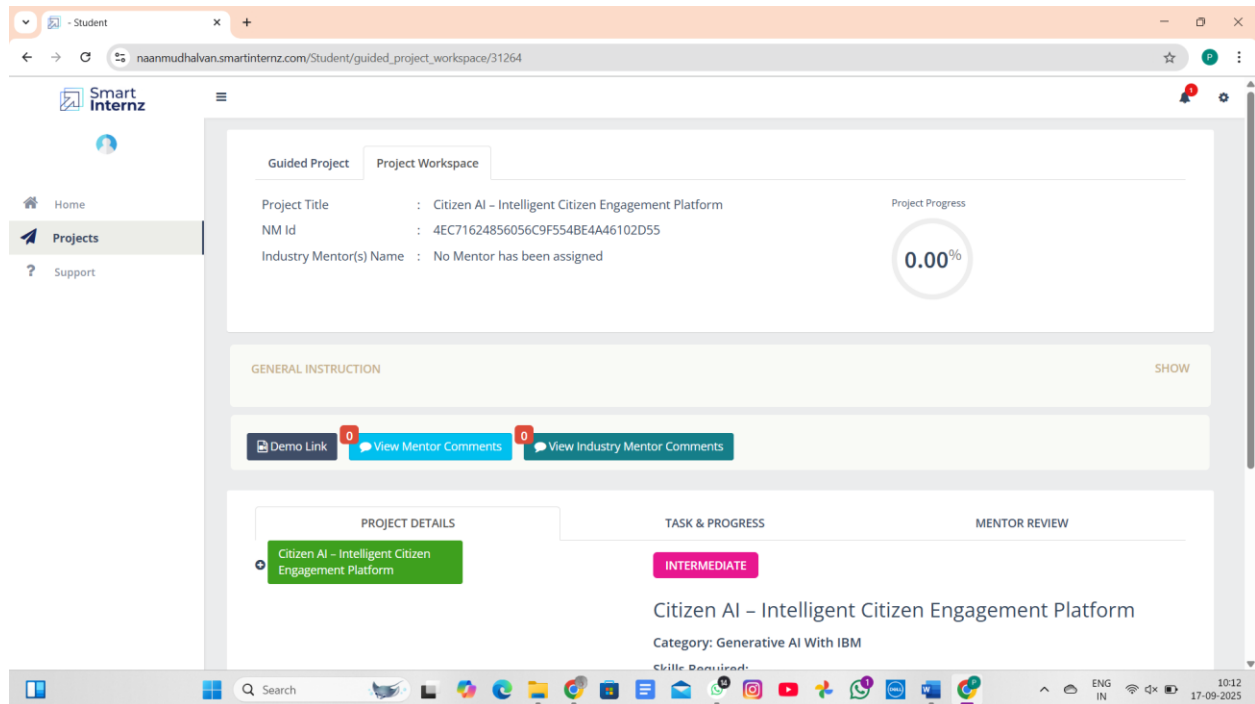 - Student
naanmudhalvan.smartinternz.com/Student/guided_project_workspace/31264
P
Smart
Internz
1
Home
Projects
Support
Guided Project Project Workspace
Project Title : Citizen AI – Intelligent Citizen Engagement Platform
NM Id : 4EC71624856056C9F554BE4A46102D55
Industry Mentor(s) Name : No Mentor has been assigned
Project Progress
0.00%
GENERAL INSTRUCTION SHOW
Demo Link 0 View Mentor Comments 0 View Industry Mentor Comments
PROJECT DETAILS TASK & PROGRESS MENTOR REVIEW
Citizen AI – Intelligent Citizen
Engagement Platform
INTERMEDIATE
Citizen AI – Intelligent Citizen Engagement Platform
Category: Generative AI With IBM
Skills Required:
Search
ENG
IN
10:12
17-09-2025